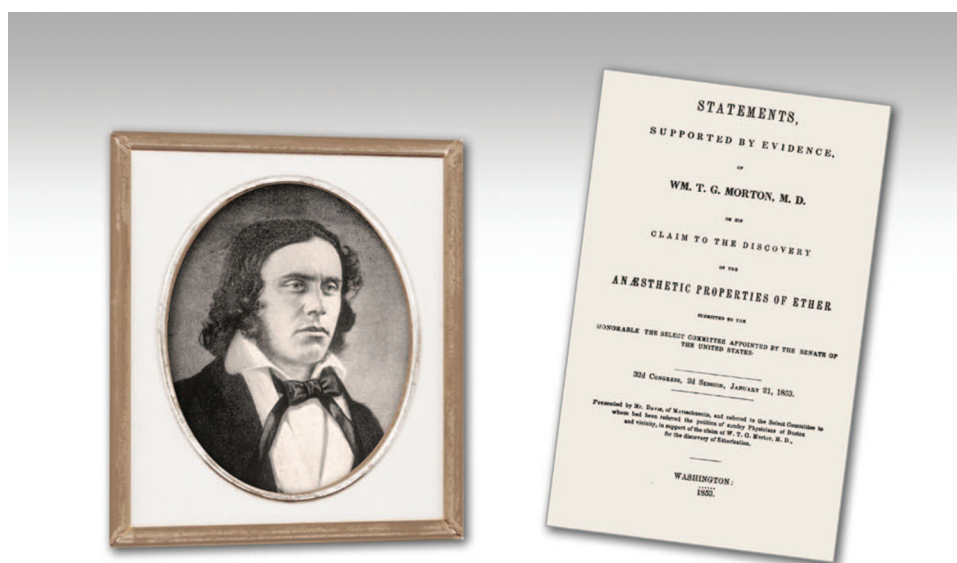 STATEMENTS,
SUPPORTED BY EVIDENCE,
OF
WM. T. G. MORTON, M. D.
ON HIS
CLAIM TO THE DISCOVERY
OF THE
ANÆSTHETIC PROPERTIES OF ETHER
SUBMITTED TO THE
HONORABLE THE SELECT COMMITTEE APPOINTED BY THE SENATE OF
THE UNITED STATES.
32d Congress, 2d Session, January 21, 1853.
Presented by Mr. Davis, of Massachusetts, and referred to the Select Committee to
whom had been referred the petition of sundry Physicians of Boston
and vicinity, in support of the claim of W. T. G. Morton, M. D.,
for the discovery of Etherization.
WASHINGTON:
1853.